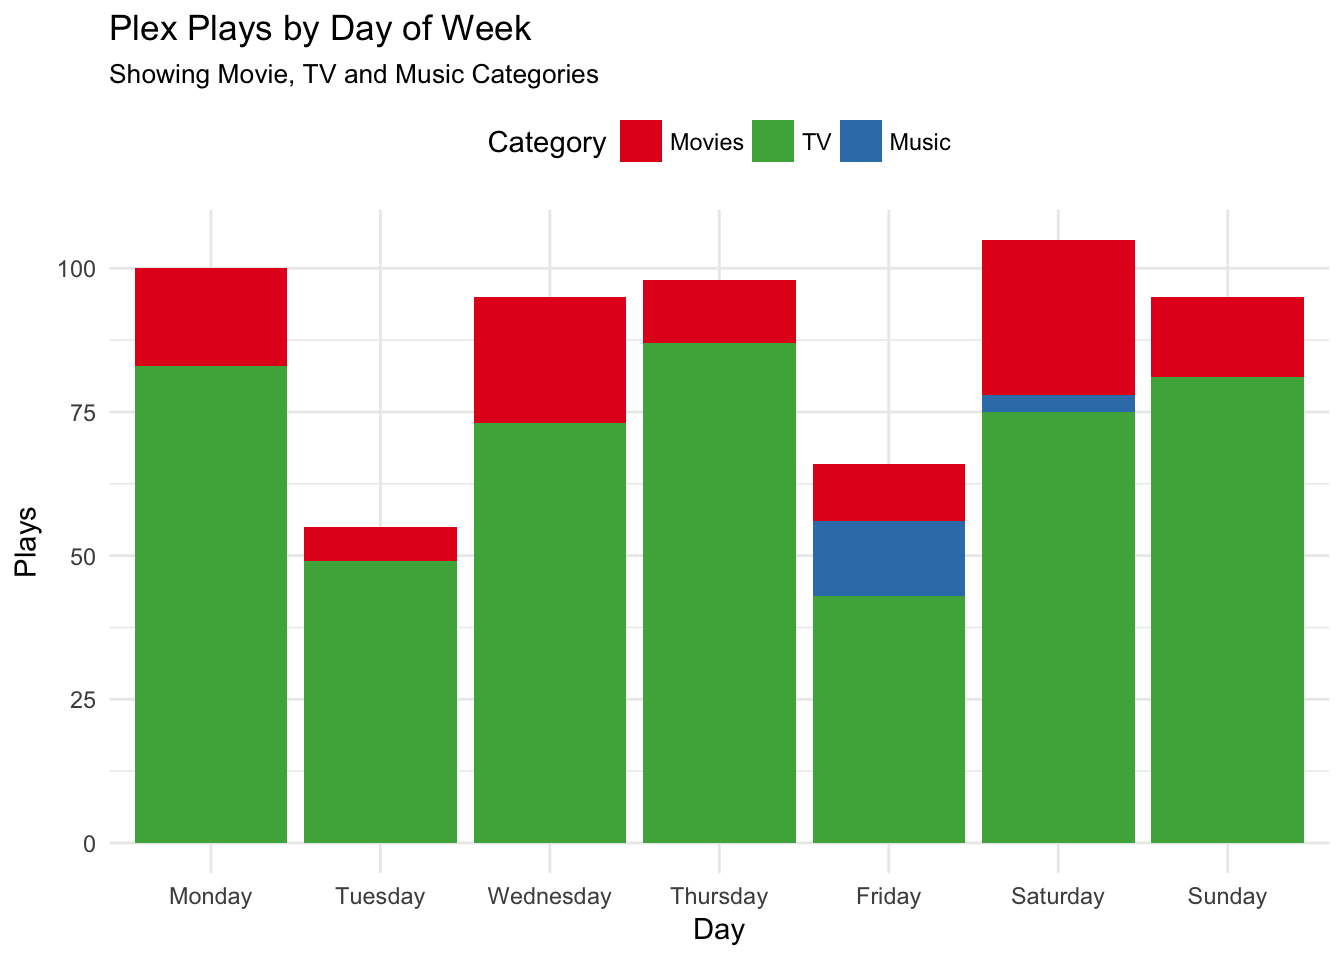 Plex Plays by Day of Week
Showing Movie, TV and Music Categories
Category Movies TV Music
100
75
50
25
0
Plays
Monday Tuesday Wednesday Thursday Friday Saturday Sunday
Day